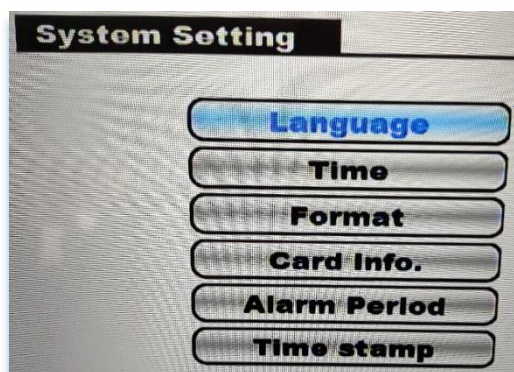 System Setting
Language
Time
Format
Card Info.
Alarm Period
Time stamp